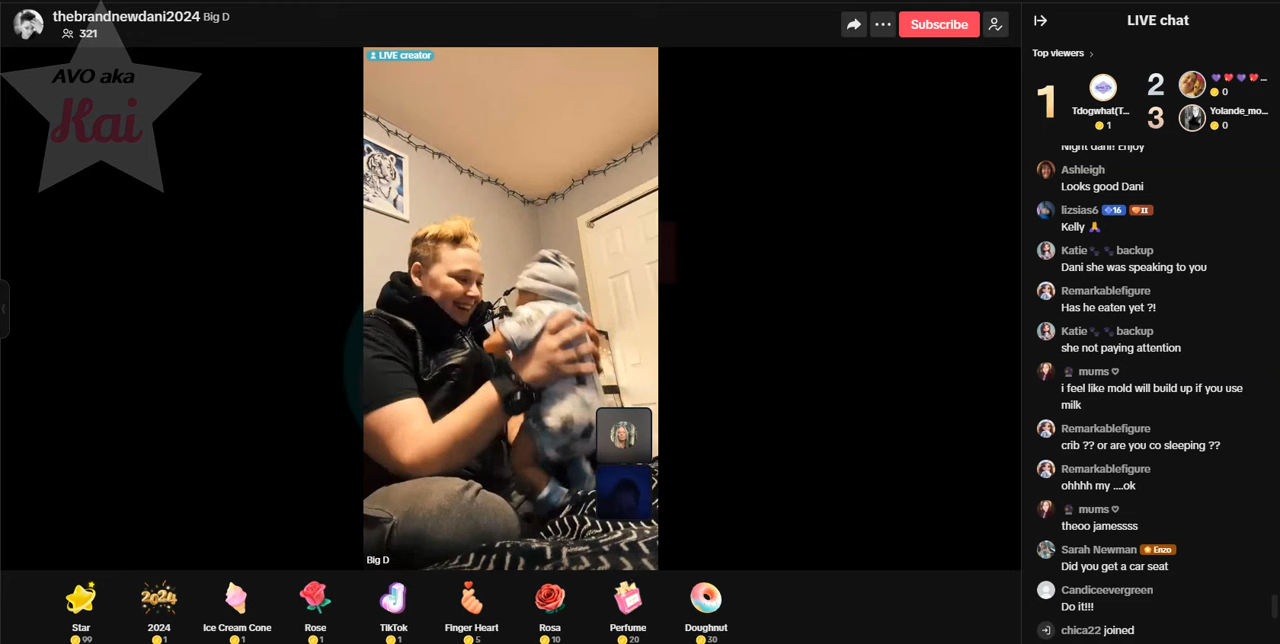 thebrandnewdani2024 Big D
321
Subscribe
LIVE chat
AVO aka
Kai
LIVE creator
Big D
Top viewers
1
Tdogwhat(T...
1
2
...
0
3
Yolande_mo...
0
Night dani! Enjoy
Ashleigh
Looks good Dani
lizsias6 16 II
Kelly 🙏
Katie 🐾 🐾 backup
Dani she was speaking to you
Remarkablefigure
Has he eaten yet ?!
Katie 🐾 🐾 backup
she not paying attention
mums ♡
i feel like mold will build up if you use
milk
Remarkablefigure
crib ?? or are you co sleeping ??
Remarkablefigure
ohhhh my ....ok
mums ♡
theoo jamessss
Sarah Newman Enzo
Did you get a car seat
Candiceevergreen
Do it!!!
chica22 joined
2024
Star
2024
Ice Cream Cone
Rose
TikTok
Finger Heart
Rosa
Perfume
Doughnut
99
1
1
1
1
5
10
20
30